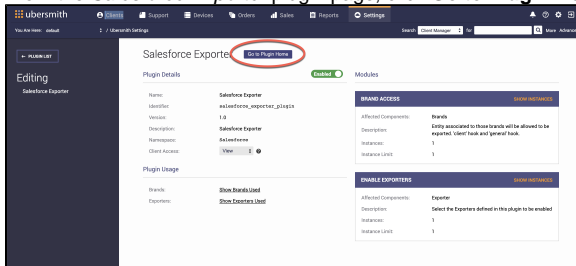 ubersmith Clients Support Devices Orders Sales Reports Settings
You Are Here: default / Ubersmith Settings Search Client Manager for More Advanced
← PLUGIN LIST
Editing
Salesforce Exporter
Salesforce Exporter Go to Plugin Home
Plugin Details Enabled
Name: Salesforce Exporter
Identifier: salesforce_exporter_plugin
Version: 1.0
Description: Salesforce Exporter
Namespace: Salesforce
Client Access: View
Plugin Usage
Brands: Show Brands Used
Exporters: Show Exporters Used
Modules
BRAND ACCESS SHOW INSTANCES
Affected Components: Brands
Description: Entity associated to those brands will be allowed to be
exported. 'client' hook and 'general' hook.
Instances: 1
Instance Limit: 1
ENABLE EXPORTERS SHOW INSTANCES
Affected Components: Exporter
Description: Select the Exporters defined in this plugin to be enabled
Instances: 1
Instance Limit: 1